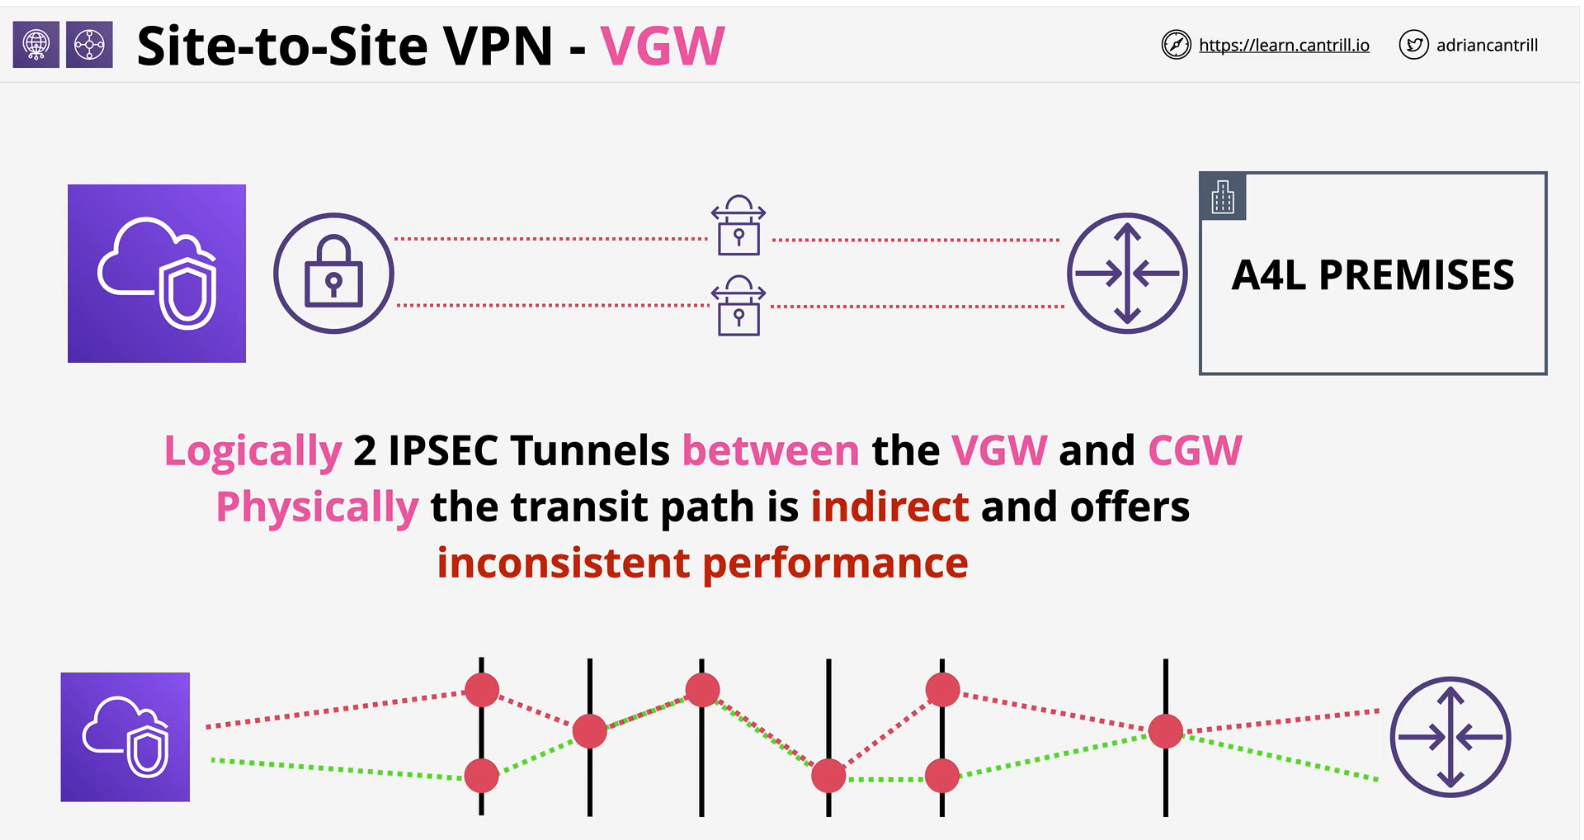 Site-to-Site VPN - VGW
https://learn.cantrill.io
adriancantrill
A4L PREMISES
Logically 2 IPSEC Tunnels between the VGW and CGW
Physically the transit path is indirect and offers
inconsistent performance